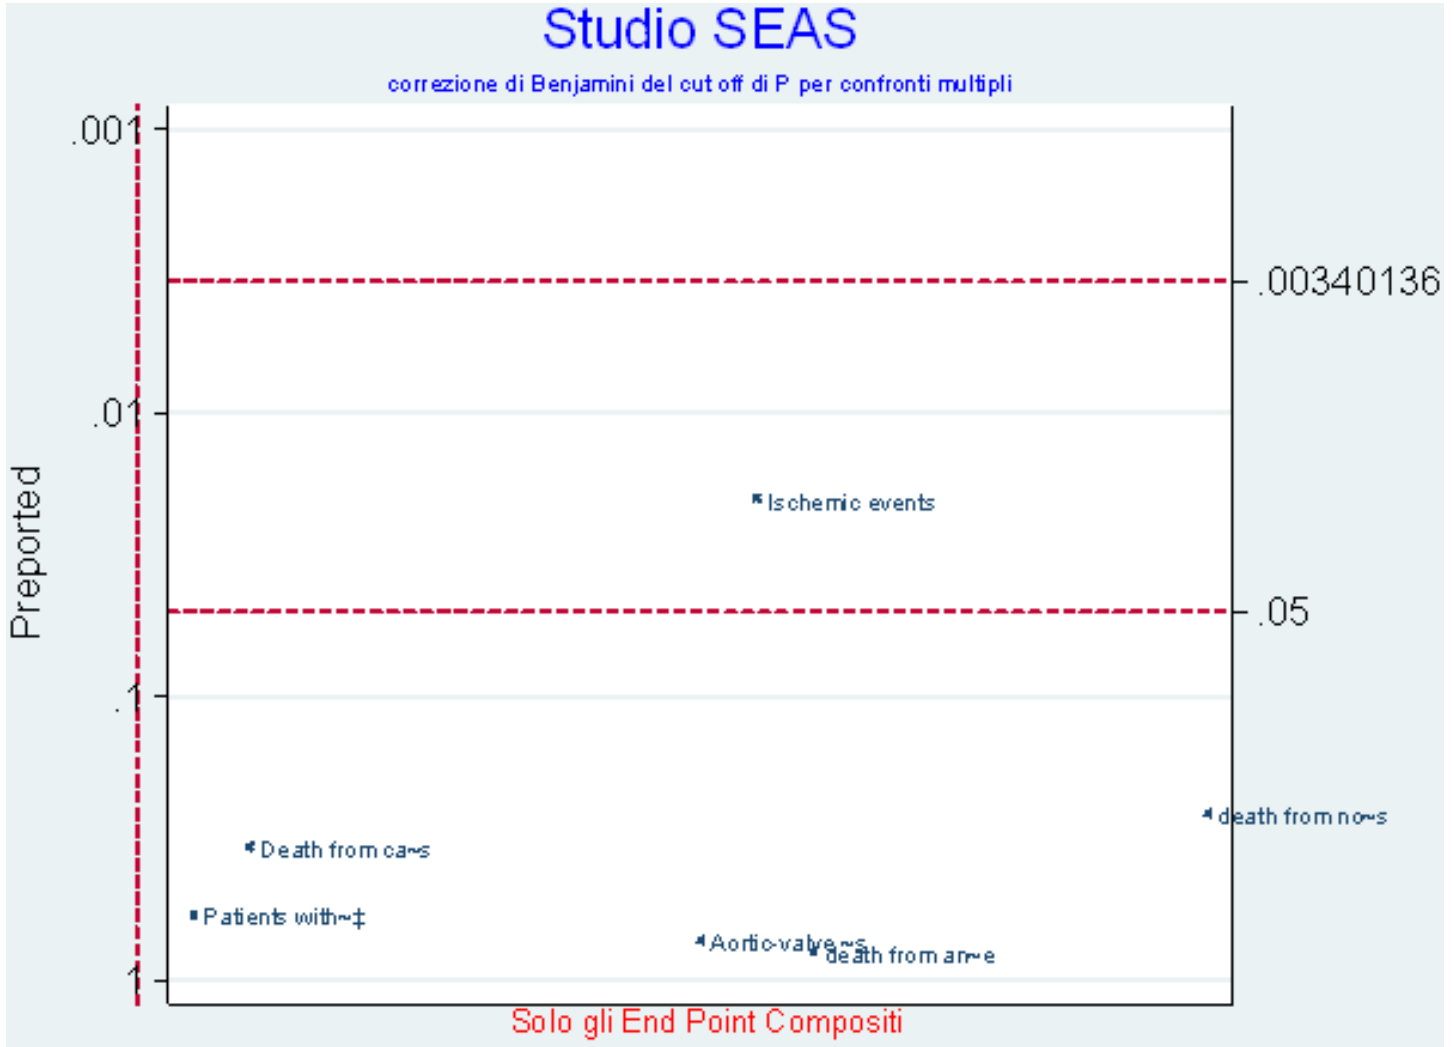 Studio SEAS
correzione di Benjamini del cut off di P per confronti multipli
.001
.00340136
.01
Preported
Ischemic events
.05
.1
death from no~s
Death from ca~s
Patients with~‡
Aortic-valve ~s
death from an~e
1
Solo gli End Point Compositi